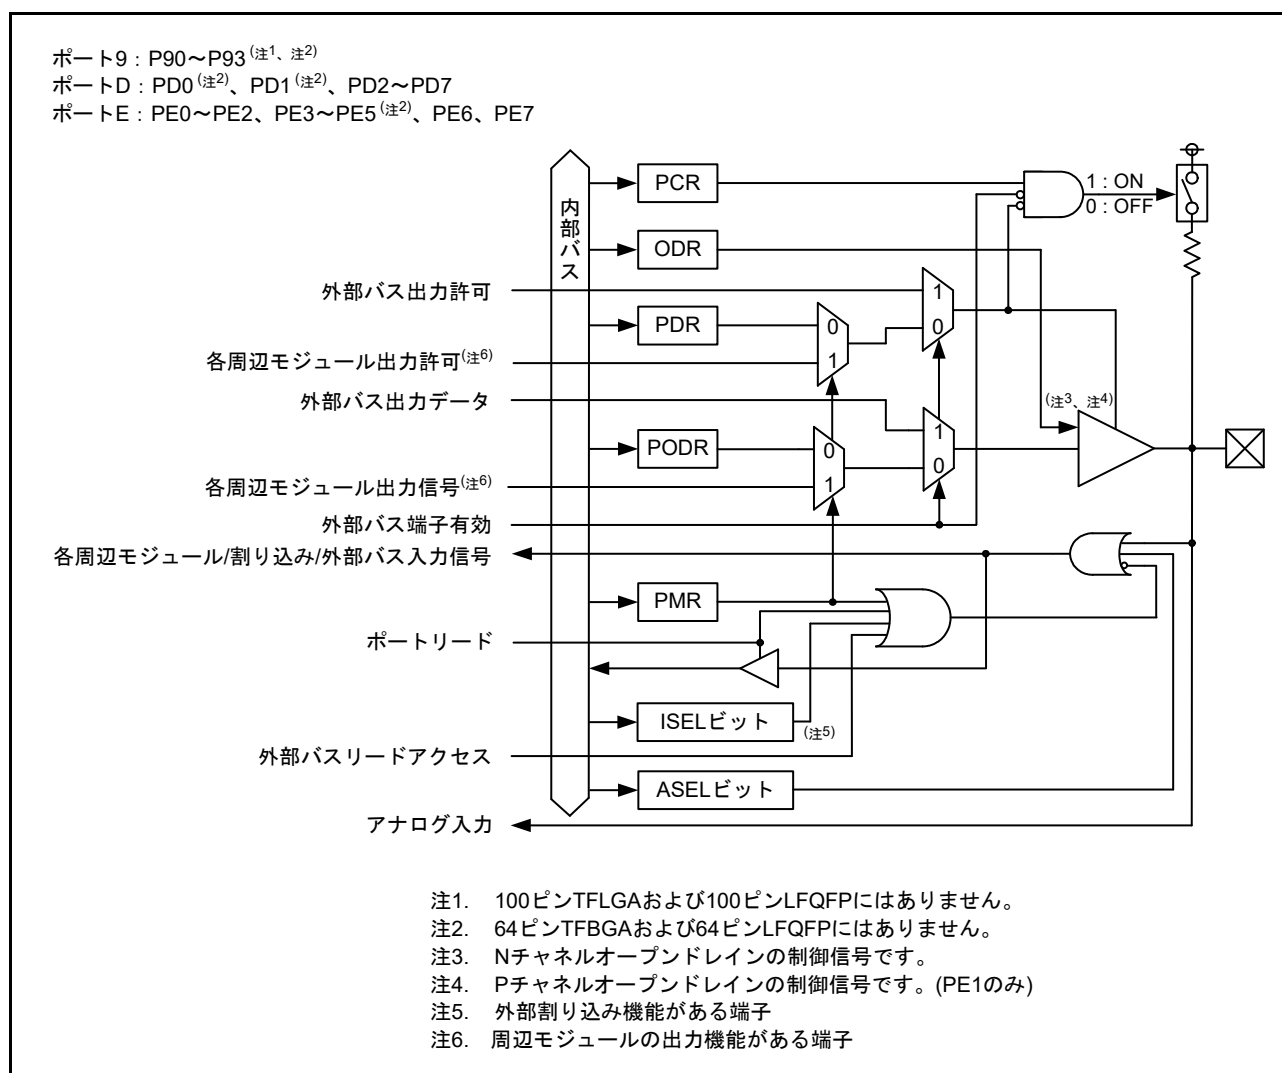 ポート9 : P90～P93(注1、注2)
ポートD : PD0(注2)、PD1(注2)、PD2～PD7
ポートE : PE0～PE2、PE3～PE5(注2)、PE6、PE7
内部バス
PCR
1 : ON
0 : OFF
ODR
外部バス出力許可
1
PDR
0
0
各周辺モジュール出力許可(注6)
1
外部バス出力データ
(注3、注4)
1
PODR
0
0
各周辺モジュール出力信号(注6)
1
外部バス端子有効
各周辺モジュール/割り込み/外部バス入力信号
PMR
ポートリード
ISELビット
(注5)
外部バスリードアクセス
ASELビット
アナログ入力
注1. 100ピンTFLGAおよび100ピンLFQFPにはありません。
注2. 64ピンTFBGAおよび64ピンLFQFPにはありません。
注3. Nチャネルオープンドレインの制御信号です。
注4. Pチャネルオープンドレインの制御信号です。(PE1のみ)
注5. 外部割り込み機能がある端子
注6. 周辺モジュールの出力機能がある端子